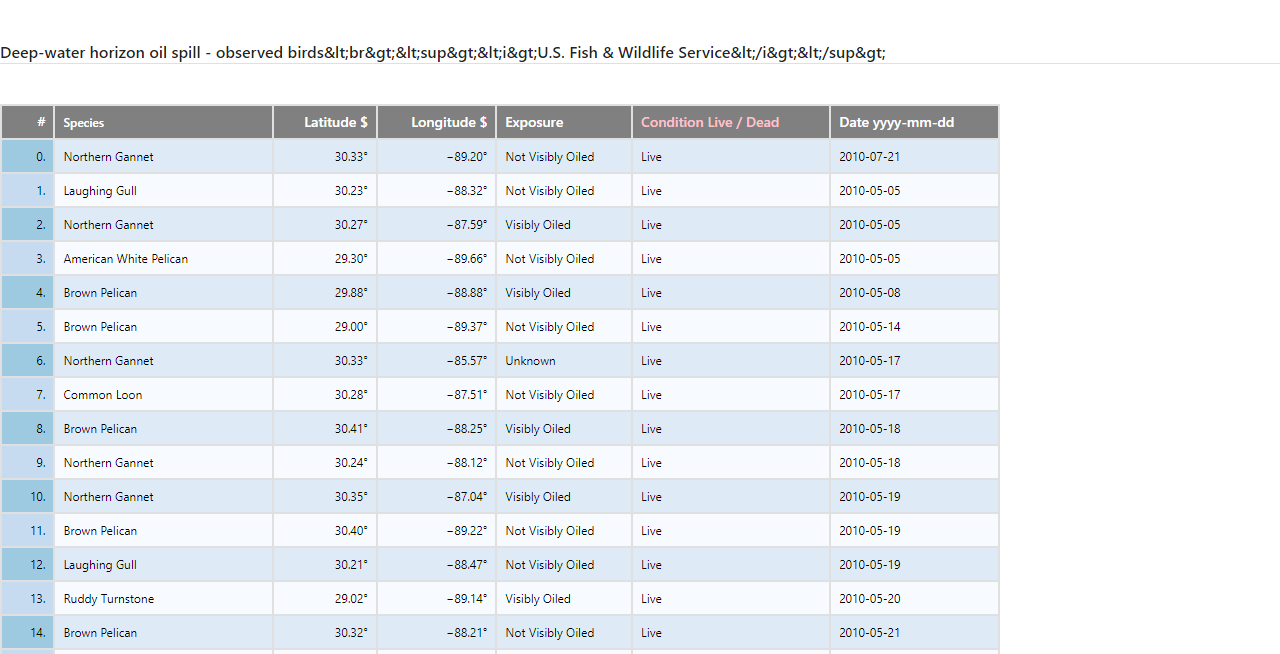 Deep-water horizon oil spill - observed birds&lt;br&gt;&lt;sup&gt;&lt;i&gt;U.S. Fish & Wildlife Service&lt;/i&gt;&lt;/sup&gt;
# Species Latitude $ Longitude $ Exposure Condition Live / Dead Date yyyy-mm-dd
0. Northern Gannet 30.33° −89.20° Not Visibly Oiled Live 2010-07-21
1. Laughing Gull 30.23° −88.32° Not Visibly Oiled Live 2010-05-05
2. Northern Gannet 30.27° −87.59° Visibly Oiled Live 2010-05-05
3. American White Pelican 29.30° −89.66° Not Visibly Oiled Live 2010-05-05
4. Brown Pelican 29.88° −88.88° Visibly Oiled Live 2010-05-08
5. Brown Pelican 29.00° −89.37° Not Visibly Oiled Live 2010-05-14
6. Northern Gannet 30.33° −85.57° Unknown Live 2010-05-17
7. Common Loon 30.28° −87.51° Not Visibly Oiled Live 2010-05-17
8. Brown Pelican 30.41° −88.25° Visibly Oiled Live 2010-05-18
9. Northern Gannet 30.24° −88.12° Not Visibly Oiled Live 2010-05-18
10. Northern Gannet 30.35° −87.04° Visibly Oiled Live 2010-05-19
11. Brown Pelican 30.40° −89.22° Not Visibly Oiled Live 2010-05-19
12. Laughing Gull 30.21° −88.47° Not Visibly Oiled Live 2010-05-19
13. Ruddy Turnstone 29.02° −89.14° Visibly Oiled Live 2010-05-20
14. Brown Pelican 30.32° −88.21° Not Visibly Oiled Live 2010-05-21